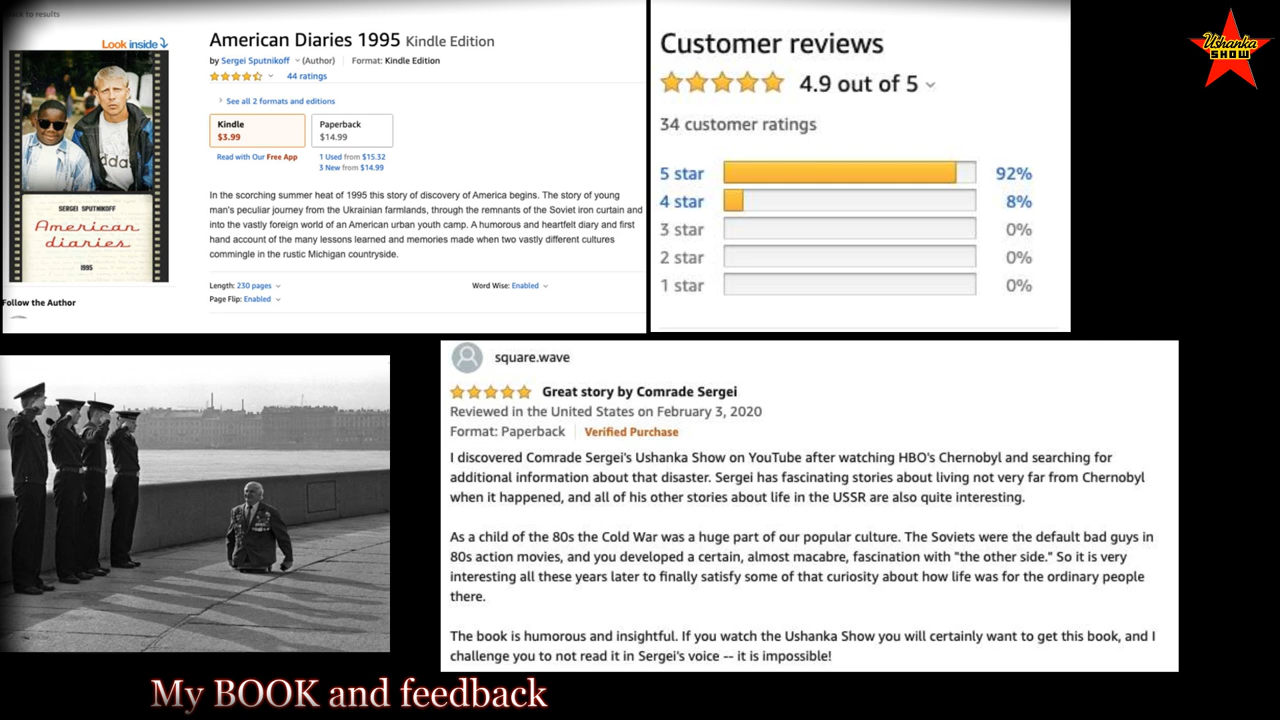 Back to results
Look inside
American Diaries 1995 Kindle Edition
by Sergei Sputnikoff (Author) Format: Kindle Edition
44 ratings
See all 2 formats and editions
Kindle
$3.99
Paperback
$14.99
Read with Our Free App
1 Used from $15.32
3 New from $14.99
In the scorching summer heat of 1995 this story of discovery of America begins. The story of young
man's peculiar journey from the Ukrainian farmlands, through the remnants of the Soviet iron curtain and
into the vastly foreign world of an American urban youth camp. A humorous and heartfelt diary and first
hand account of the many lessons learned and memories made when two vastly different cultures
commingle in the rustic Michigan countryside.
Length: 230 pages
Word Wise: Enabled
Page Flip: Enabled
SERGEI SPUTNIKOFF
American
diaries
1995
Follow the Author
Customer reviews
4.9 out of 5
34 customer ratings
5 star 92%
4 star 8%
3 star 0%
2 star 0%
1 star 0%
Ushanka
SHOW
square.wave
Great story by Comrade Sergei
Reviewed in the United States on February 3, 2020
Format: Paperback Verified Purchase
I discovered Comrade Sergei's Ushanka Show on YouTube after watching HBO's Chernobyl and searching for
additional information about that disaster. Sergei has fascinating stories about living not very far from Chernobyl
when it happened, and all of his other stories about life in the USSR are also quite interesting.
As a child of the 80s the Cold War was a huge part of our popular culture. The Soviets were the default bad guys in
80s action movies, and you developed a certain, almost macabre, fascination with "the other side." So it is very
interesting all these years later to finally satisfy some of that curiosity about how life was for the ordinary people
there.
The book is humorous and insightful. If you watch the Ushanka Show you will certainly want to get this book, and I
challenge you to not read it in Sergei's voice -- it is impossible!
My BOOK and feedback